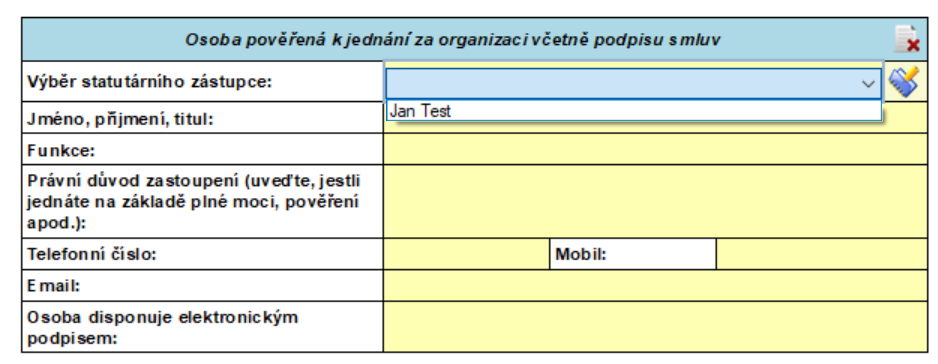 Osoba pověřená k jednání za organizaci včetně podpisu smluv
Výběr statutárního zástupce:
Jan Test
Jméno, příjmení, titul:
Funkce:
Právní důvod zastoupení (uveďte, jestli
jednáte na základě plné moci, pověření
apod.):
Telefonní číslo: Mobil:
Email:
Osoba disponuje elektronickým
podpisem: